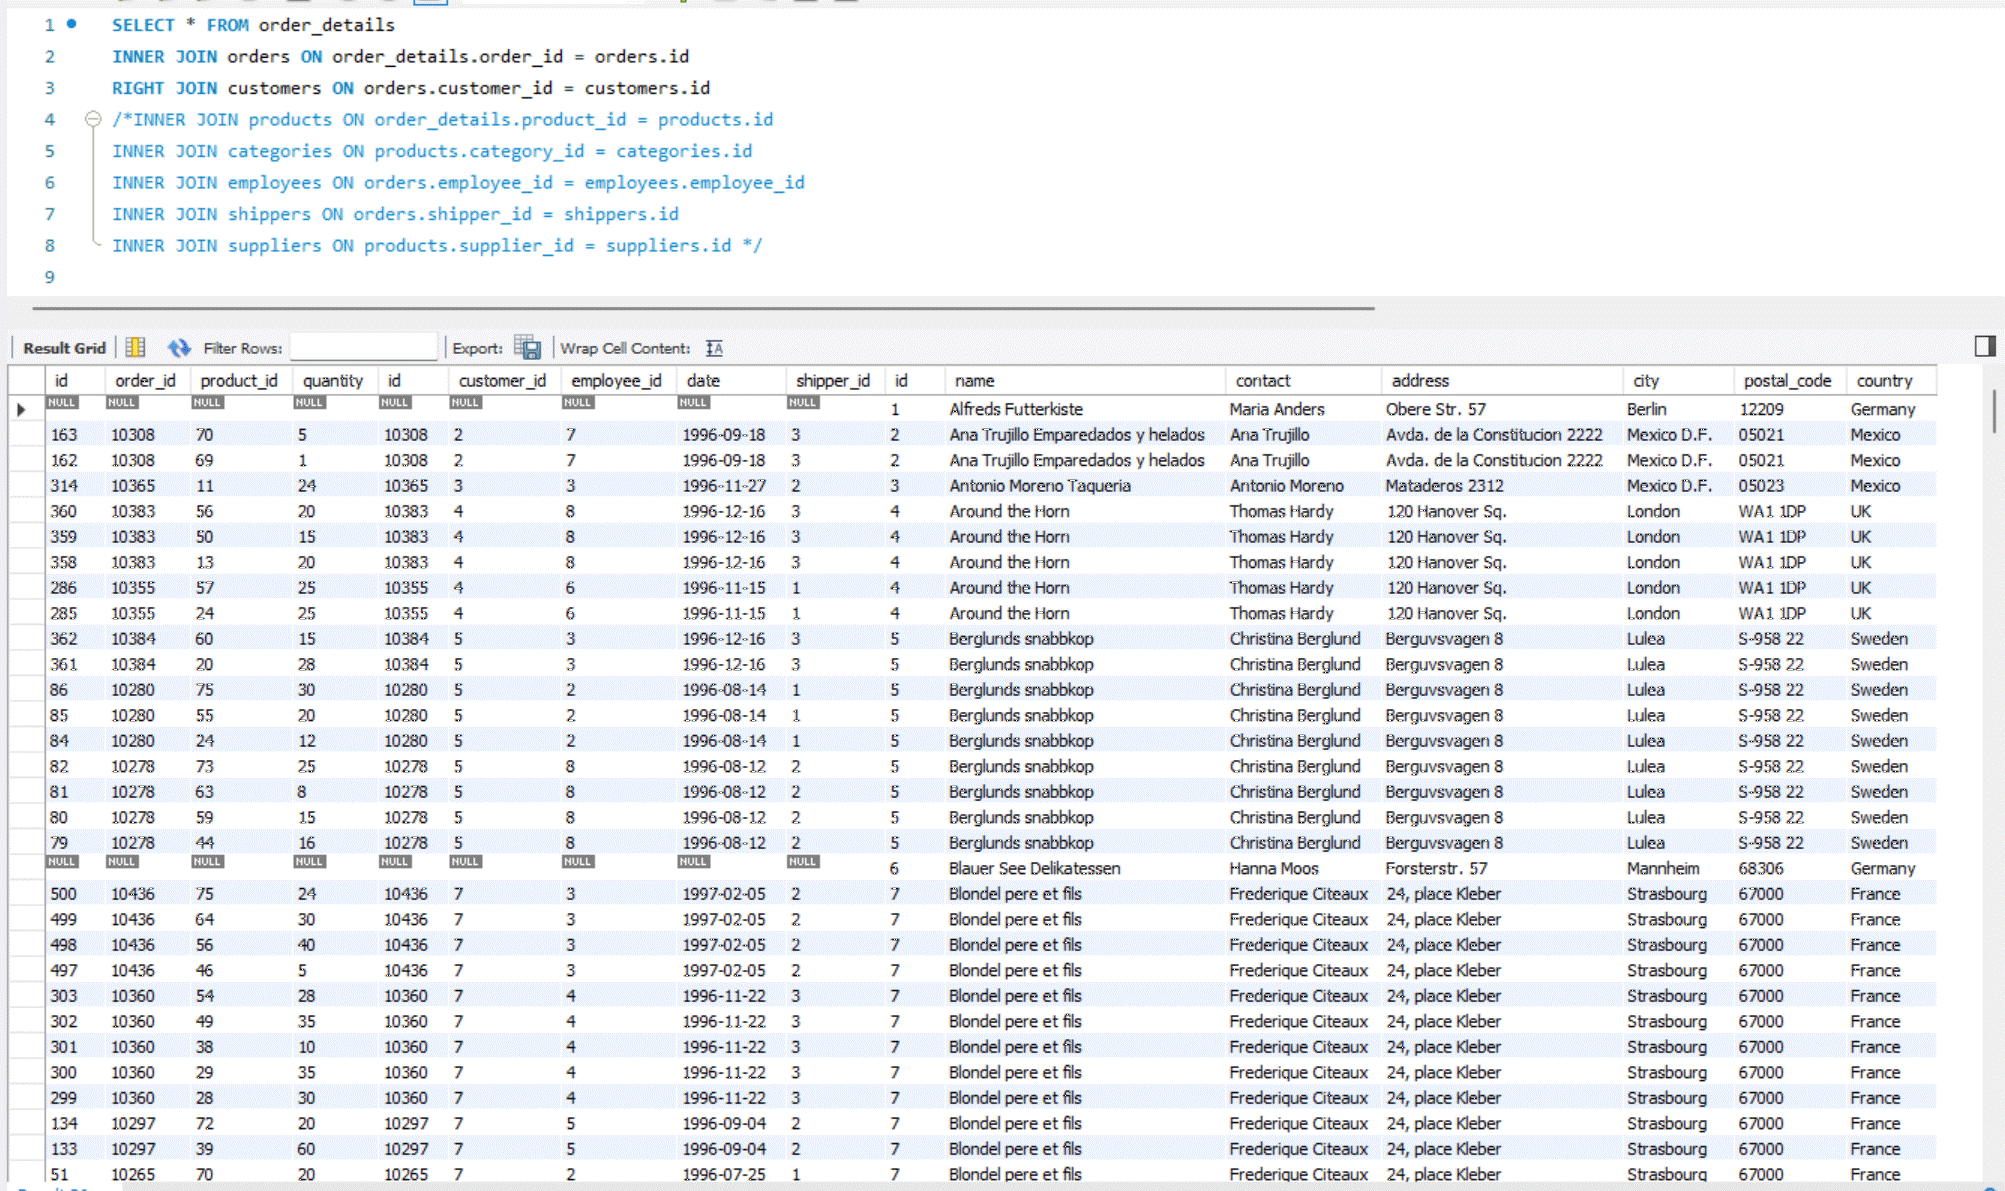 1 SELECT * FROM order_details
2 INNER JOIN orders ON order_details.order_id = orders.id
3 RIGHT JOIN customers ON orders.customer_id = customers.id
4 /*INNER JOIN products ON order_details.product_id = products.id
5 INNER JOIN categories ON products.category_id = categories.id
6 INNER JOIN employees ON orders.employee_id = employees.employee_id
7 INNER JOIN shippers ON orders.shipper_id = shippers.id
8 INNER JOIN suppliers ON products.supplier_id = suppliers.id */
9
Result Grid Filter Rows: Export: Wrap Cell Content:
id order_id product_id quantity id customer_id employee_id date shipper_id id name contact address city postal_code country
NULL NULL NULL NULL NULL NULL NULL NULL NULL 1 Alfreds Futterkiste Maria Anders Obere Str. 57 Berlin 12209 Germany
163 10308 70 5 10308 2 7 1996-09-18 3 2 Ana Trujillo Emparedados y helados Ana Trujillo Avda. de la Constitucion 2222 Mexico D.F. 05021 Mexico
162 10308 69 1 10308 2 7 1996-09-18 3 2 Ana Trujillo Emparedados y helados Ana Trujillo Avda. de la Constitucion 2222 Mexico D.F. 05021 Mexico
314 10365 11 24 10365 3 3 1996-11-27 2 3 Antonio Moreno Taqueria Antonio Moreno Mataderos 2312 Mexico D.F. 05023 Mexico
360 10383 56 20 10383 4 8 1996-12-16 3 4 Around the Horn Thomas Hardy 120 Hanover Sq. London WA1 1DP UK
359 10383 50 15 10383 4 8 1996-12-16 3 4 Around the Horn Thomas Hardy 120 Hanover Sq. London WA1 1DP UK
358 10383 13 20 10383 4 8 1996-12-16 3 4 Around the Horn Thomas Hardy 120 Hanover Sq. London WA1 1DP UK
286 10355 57 25 10355 4 6 1996-11-15 1 4 Around the Horn Thomas Hardy 120 Hanover Sq. London WA1 1DP UK
285 10355 24 25 10355 4 6 1996-11-15 1 4 Around the Horn Thomas Hardy 120 Hanover Sq. London WA1 1DP UK
362 10384 60 15 10384 5 3 1996-12-16 3 5 Berglunds snabbkop Christina Berglund Berguvsvagen 8 Lulea S-958 22 Sweden
361 10384 20 28 10384 5 3 1996-12-16 3 5 Berglunds snabbkop Christina Berglund Berguvsvagen 8 Lulea S-958 22 Sweden
86 10280 75 30 10280 5 2 1996-08-14 1 5 Berglunds snabbkop Christina Berglund Berguvsvagen 8 Lulea S-958 22 Sweden
85 10280 55 20 10280 5 2 1996-08-14 1 5 Berglunds snabbkop Christina Berglund Berguvsvagen 8 Lulea S-958 22 Sweden
84 10280 24 12 10280 5 2 1996-08-14 1 5 Berglunds snabbkop Christina Berglund Berguvsvagen 8 Lulea S-958 22 Sweden
82 10278 73 25 10278 5 8 1996-08-12 2 5 Berglunds snabbkop Christina Berglund Berguvsvagen 8 Lulea S-958 22 Sweden
81 10278 63 8 10278 5 8 1996-08-12 2 5 Berglunds snabbkop Christina Berglund Berguvsvagen 8 Lulea S-958 22 Sweden
80 10278 59 15 10278 5 8 1996-08-12 2 5 Berglunds snabbkop Christina Berglund Berguvsvagen 8 Lulea S-958 22 Sweden
79 10278 44 16 10278 5 8 1996-08-12 2 5 Berglunds snabbkop Christina Berglund Berguvsvagen 8 Lulea S-958 22 Sweden
NULL NULL NULL NULL NULL NULL NULL NULL NULL 6 Blauer See Delikatessen Hanna Moos Forsterstr. 57 Mannheim 68306 Germany
500 10436 75 24 10436 7 3 1997-02-05 2 7 Blondel pere et fils Frederique Citeaux 24, place Kleber Strasbourg 67000 France
499 10436 64 30 10436 7 3 1997-02-05 2 7 Blondel pere et fils Frederique Citeaux 24, place Kleber Strasbourg 67000 France
498 10436 56 40 10436 7 3 1997-02-05 2 7 Blondel pere et fils Frederique Citeaux 24, place Kleber Strasbourg 67000 France
497 10436 46 5 10436 7 3 1997-02-05 2 7 Blondel pere et fils Frederique Citeaux 24, place Kleber Strasbourg 67000 France
303 10360 54 28 10360 7 4 1996-11-22 3 7 Blondel pere et fils Frederique Citeaux 24, place Kleber Strasbourg 67000 France
302 10360 49 35 10360 7 4 1996-11-22 3 7 Blondel pere et fils Frederique Citeaux 24, place Kleber Strasbourg 67000 France
301 10360 38 10 10360 7 4 1996-11-22 3 7 Blondel pere et fils Frederique Citeaux 24, place Kleber Strasbourg 67000 France
300 10360 29 35 10360 7 4 1996-11-22 3 7 Blondel pere et fils Frederique Citeaux 24, place Kleber Strasbourg 67000 France
299 10360 28 30 10360 7 4 1996-11-22 3 7 Blondel pere et fils Frederique Citeaux 24, place Kleber Strasbourg 67000 France
134 10297 72 20 10297 7 5 1996-09-04 2 7 Blondel pere et fils Frederique Citeaux 24, place Kleber Strasbourg 67000 France
133 10297 39 60 10297 7 5 1996-09-04 2 7 Blondel pere et fils Frederique Citeaux 24, place Kleber Strasbourg 67000 France
51 10265 70 20 10265 7 2 1996-07-25 1 7 Blondel pere et fils Frederique Citeaux 24, place Kleber Strasbourg 67000 France